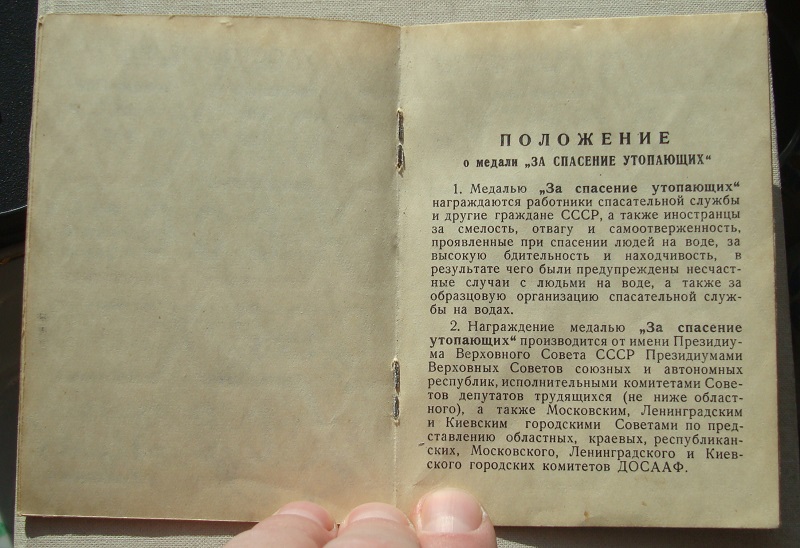 ПОЛОЖЕНИЕ
о медали „ЗА СПАСЕНИЕ УТОПАЮЩИХ“
1. Медалью „За спасение утопающих“
награждаются работники спасательной службы
и другие граждане СССР, а также иностранцы
за смелость, отвагу и самоотверженность,
проявленные при спасении людей на воде, за
высокую бдительность и находчивость, в
результате чего были предупреждены несчаст-
ные случаи с людьми на воде, а также за
образцовую организацию спасательной служ-
бы на водах.
2. Награждение медалью „За спасение
утопающих“ производится от имени Президиу-
ма Верховного Совета СССР Президиумами
Верховных Советов союзных и автономных
республик, исполнительными комитетами Сове-
тов депутатов трудящихся (не ниже област-
ного), а также Московским, Ленинградским
и Киевским городскими Советами по пред-
ставлению областных, краевых, республикан-
ских, Московского, Ленинградского и Киев-
ского городских комитетов ДОСААФ.